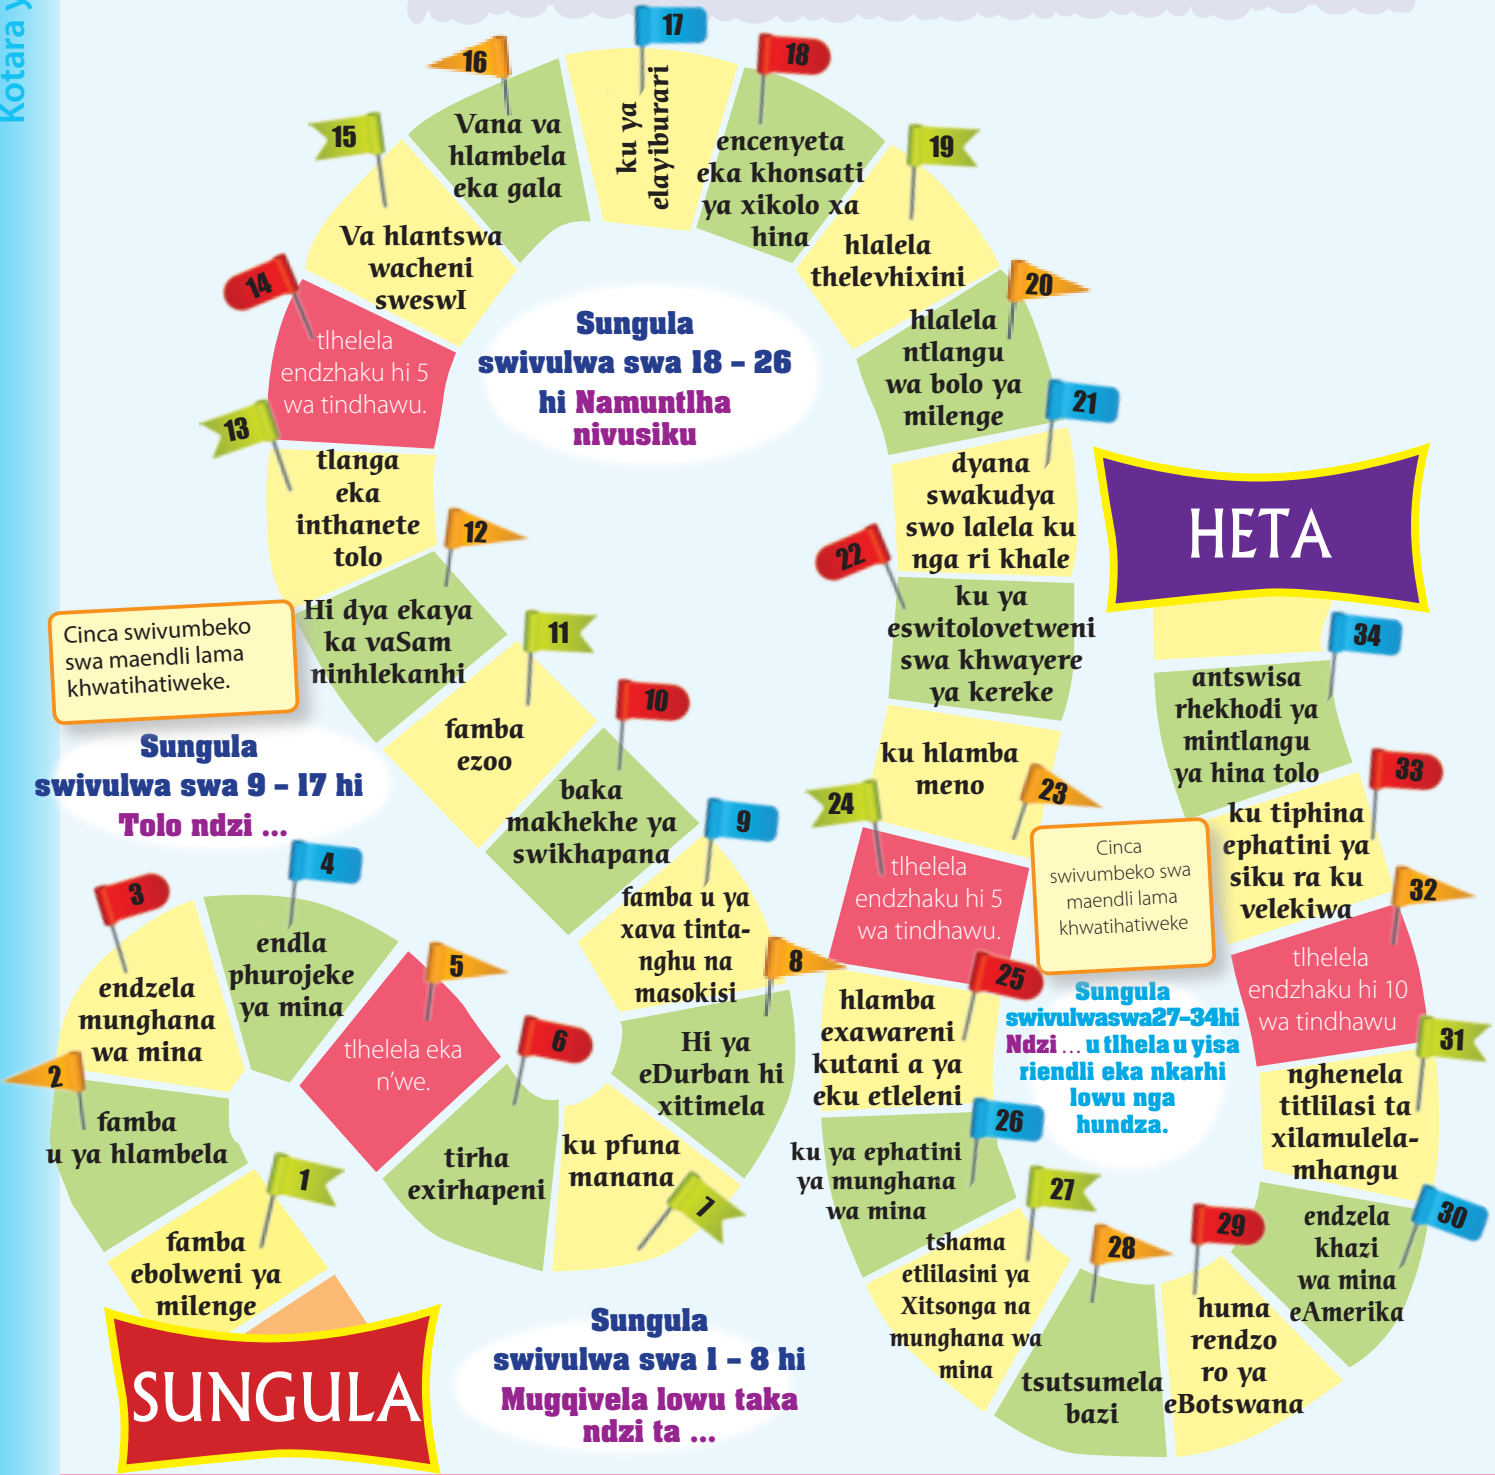 Kotara y
SUNGULA
1
famba
ebolweni ya
milenge
2
famba
u ya hlambela
3
endzela
munghana
wa mina
4
endla
phurojeke
ya mina
5
tlhelela eka
n'we.
6
tirha
exirhapeni
7
ku pfuna
manana
8
Hi ya
eDurban hi
xitimela
9
famba u ya
xava tinta-
nghu na
masokisi
10
baka
makhekhe ya
swikhapana
11
famba
ezoo
12
Hi dya ekaya
ka vaSam
ninhlekanhi
13
tlanga
eka
inthanete
tolo
14
tlhelela
endzhaku hi 5
wa tindhawu.
15
Va hlantswa
wacheni
sweswI
16
Vana va
hlambela
eka gala
17
ku ya
elayiburari
18
encenyeta
eka khonsati
ya xikolo xa
hina
19
hlalela
thelevhixini
20
hlalela
ntlangu
wa bolo ya
milenge
21
dyana
swakudya
swo lalela ku
nga ri khale
22
ku ya
eswitolovetweni
swa khwayere
ya kereke
23
ku hlamba
meno
24
tlhelela
endzhaku hi 5
wa tindhawu.
25
hlamba
exawareni
kutani a ya
eku etleleni
26
ku ya ephatini
ya munghana
wa mina
27
tshama
etlilasini ya
Xitsonga na
munghana wa
mina
28
tsutsumela
bazi
29
huma
rendzo
ro ya
eBotswana
30
endzela
khazi
wa mina
eAmerika
31
nghenela
titlilasi ta
xilamulela-
mhangu
32
tlhelela
endzhaku hi 10
wa tindhawu
33
ku tiphina
ephatini ya
siku ra ku
velekiwa
34
antswisa
rhekhodi ya
mintlangu
ya hina tolo
HETA
Sungula
swivulwa swa 1 – 8 hi
Mugqivela lowu taka
ndzi ta ...
Cinca swivumbeko
swa maendli lama
khwatihatiweke.
Sungula
swivulwa swa 9 – 17 hi
Tolo ndzi ...
Sungula
swivulwa swa 18 – 26
hi Namuntlha
nivusiku
Cinca
swivumbeko swa
maendli lama
khwatihatiweke
Sungula
swivulwaswa27–34hi
Ndzi ... u tlhela u yisa
riendli eka nkarhi
lowu nga
hundza.